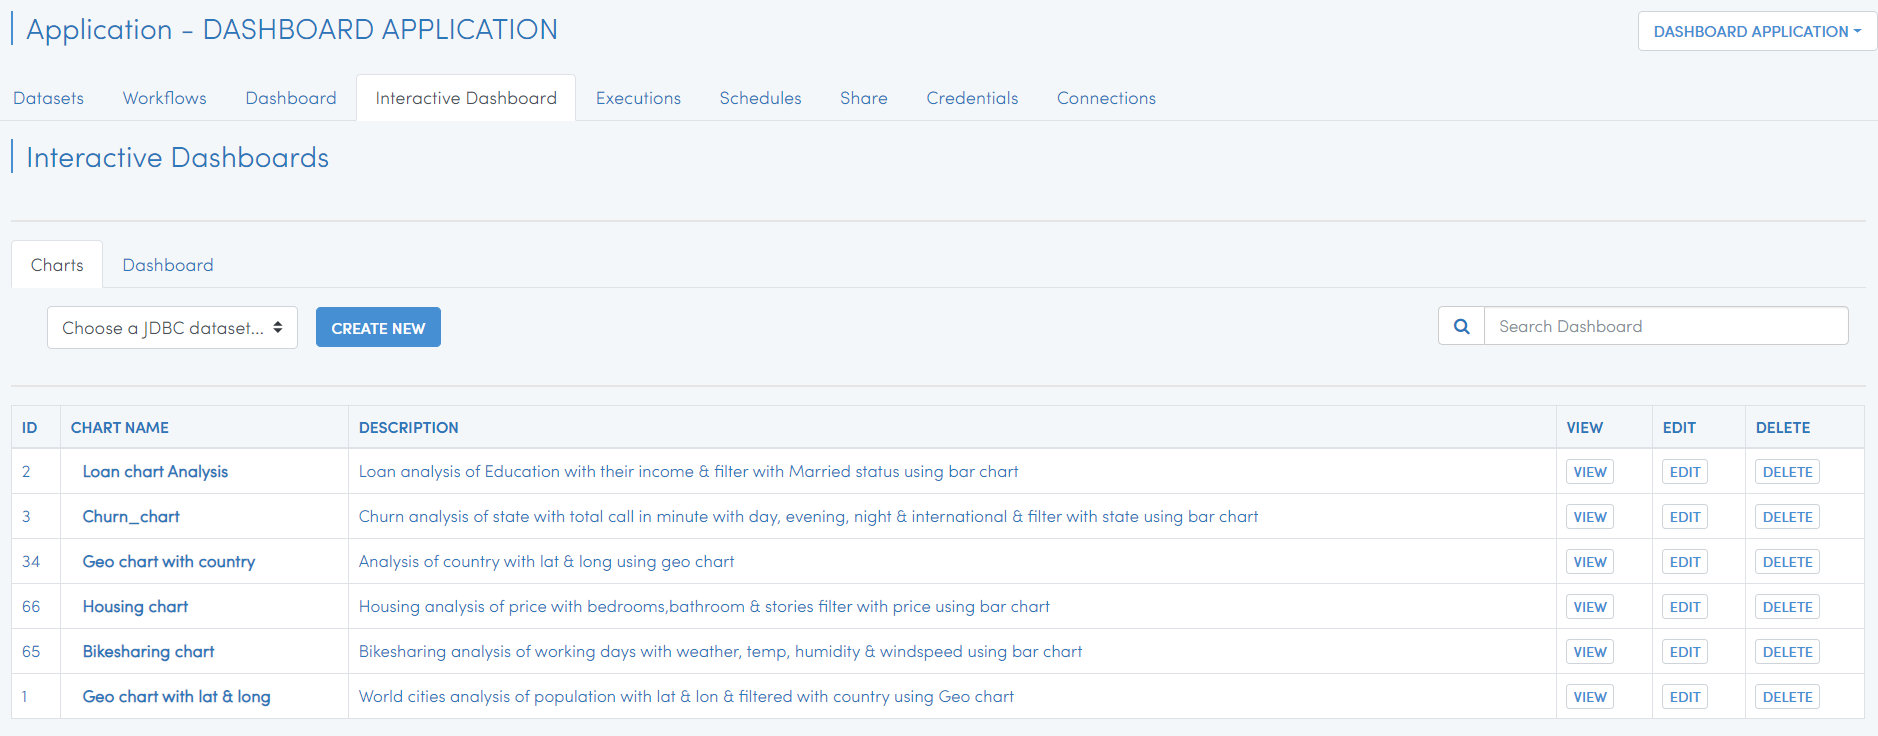 Application - DASHBOARD APPLICATION
DASHBOARD APPLICATION
Datasets Workflows Dashboard Interactive Dashboard Executions Schedules Share Credentials Connections
Interactive Dashboards
Charts Dashboard
Choose a JDBC dataset... CREATE NEW Search Dashboard
ID CHART NAME DESCRIPTION VIEW EDIT DELETE
2 Loan chart Analysis Loan analysis of Education with their income & filter with Married status using bar chart VIEW EDIT DELETE
3 Churn_chart Churn analysis of state with total call in minute with day, evening, night & international & filter with state using bar chart VIEW EDIT DELETE
34 Geo chart with country Analysis of country with lat & long using geo chart VIEW EDIT DELETE
66 Housing chart Housing analysis of price with bedrooms,bathroom & stories filter with price using bar chart VIEW EDIT DELETE
65 Bikesharing chart Bikesharing analysis of working days with weather, temp, humidity & windspeed using bar chart VIEW EDIT DELETE
1 Geo chart with lat & long World cities analysis of population with lat & lon & filtered with country using Geo chart VIEW EDIT DELETE